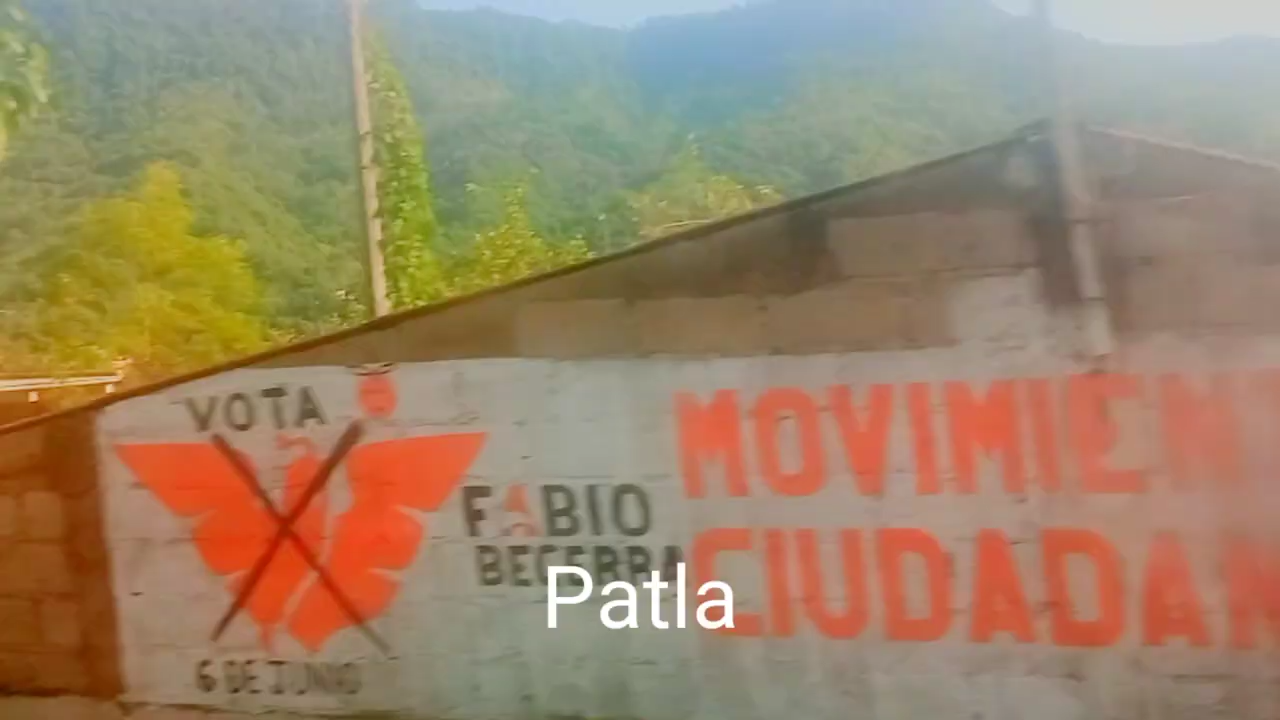 VOTA
FABIO
BECERRA
6 DE JUNIO
MOVIMIEN
CIUDADAN
Patla